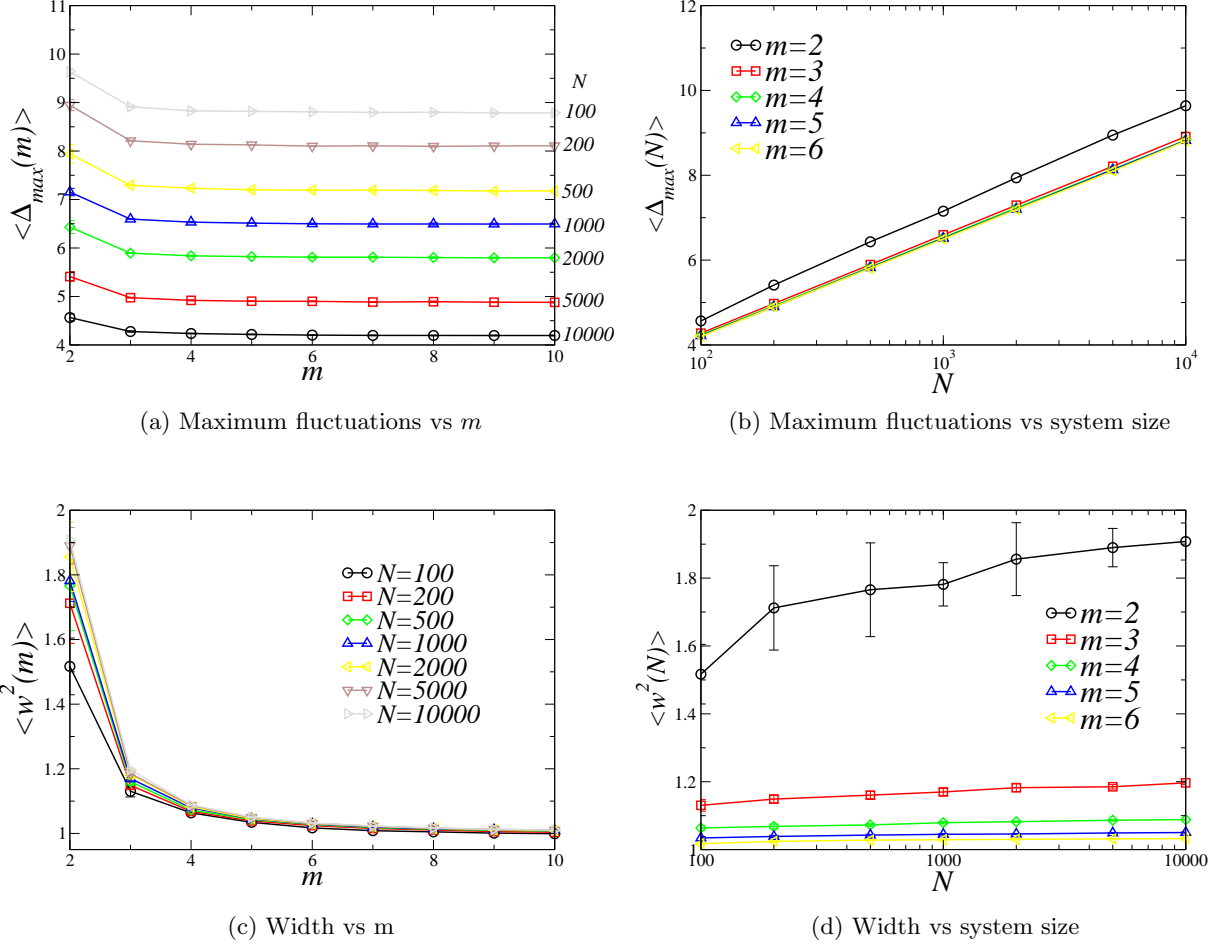 <Δmax(m)>
11
10
9
8
7
6
5
4
2
4
6
8
10
m
N
100
200
500
1000
2000
5000
10000
(a) Maximum fluctuations vs m
<Δmax(N)>
12
10
8
6
4
10^2
10^3
10^4
N
m=2
m=3
m=4
m=5
m=6
(b) Maximum fluctuations vs system size
<w^2(m)>
2
1.8
1.6
1.4
1.2
1
2
4
6
8
10
m
N=100
N=200
N=500
N=1000
N=2000
N=5000
N=10000
(c) Width vs m
<w^2(N)>
2
1.8
1.6
1.4
1.2
1
100
1000
10000
N
m=2
m=3
m=4
m=5
m=6
(d) Width vs system size